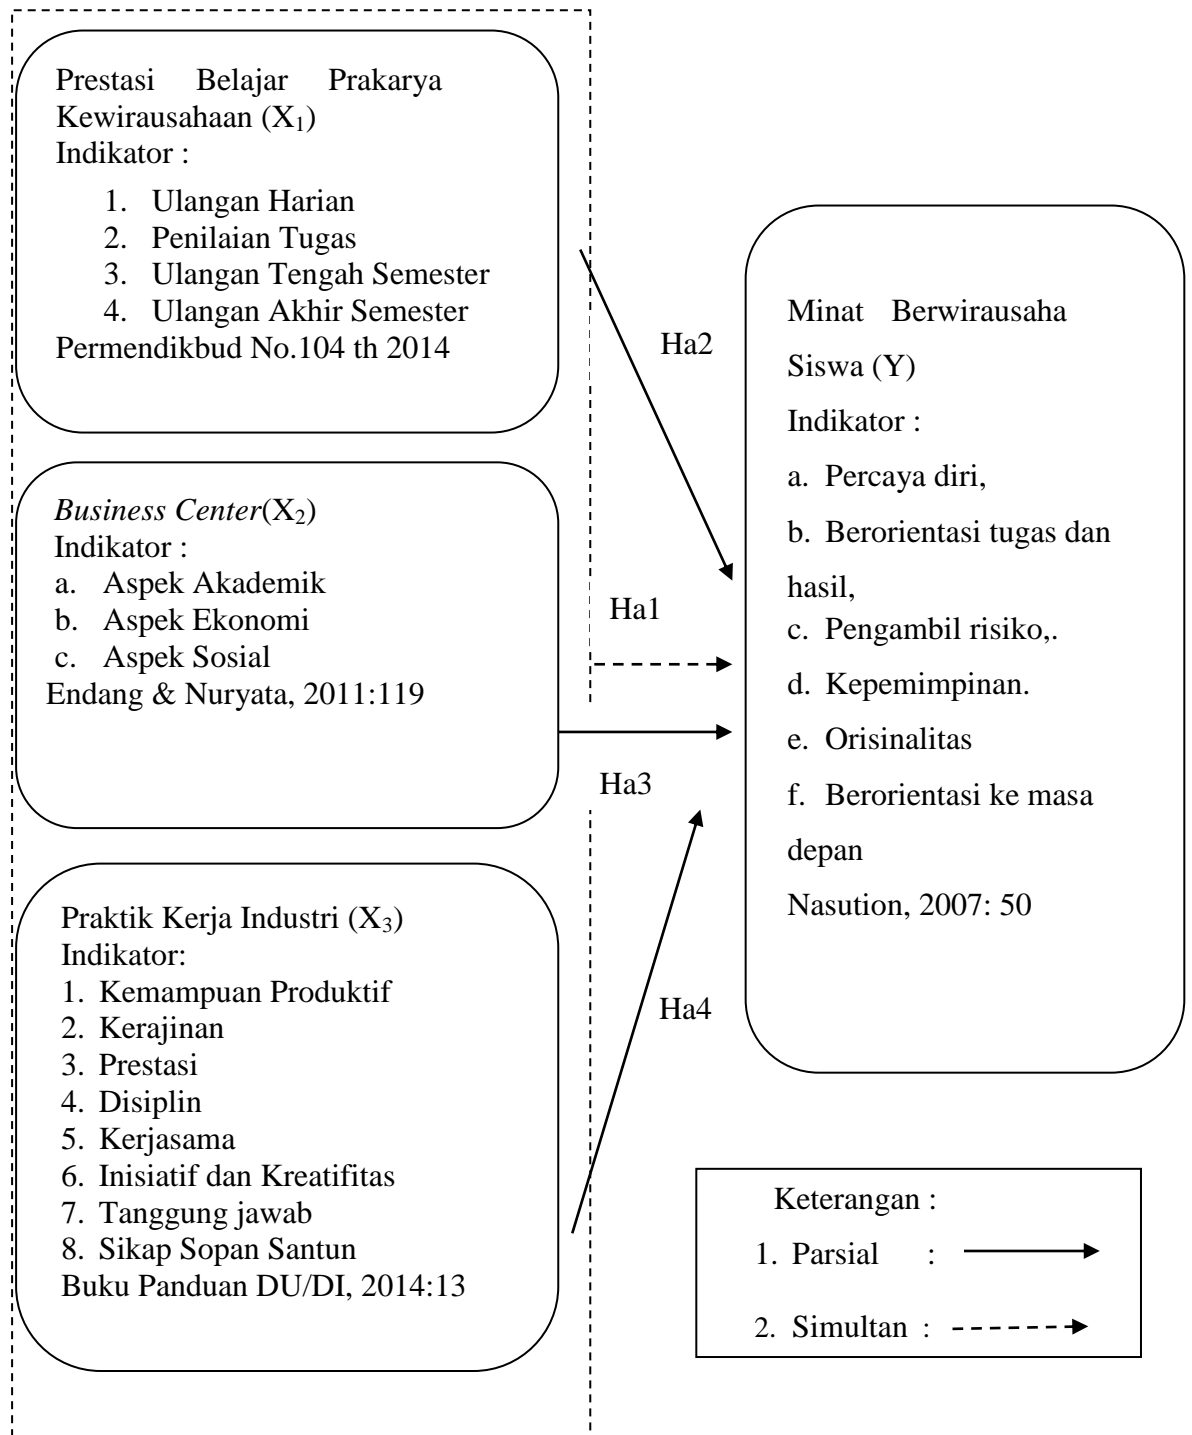 Prestasi Belajar Prakarya
Kewirausahaan (X₁)
Indikator :
1. Ulangan Harian
2. Penilaian Tugas
3. Ulangan Tengah Semester
4. Ulangan Akhir Semester
Permendikbud No.104 th 2014
Business Center(X₂)
Indikator :
a. Aspek Akademik
b. Aspek Ekonomi
c. Aspek Sosial
Endang & Nuryata, 2011:119
Praktik Kerja Industri (X₃)
Indikator:
1. Kemampuan Produktif
2. Kerajinan
3. Prestasi
4. Disiplin
5. Kerjasama
6. Inisiatif dan Kreatifitas
7. Tanggung jawab
8. Sikap Sopan Santun
Buku Panduan DU/DI, 2014:13
Ha2
Ha1
Ha3
Ha4
Minat Berwirausaha
Siswa (Y)
Indikator :
a. Percaya diri,
b. Berorientasi tugas dan
hasil,
c. Pengambil risiko,.
d. Kepemimpinan.
e. Orisinalitas
f. Berorientasi ke masa
depan
Nasution, 2007: 50
Keterangan :
1. Parsial :
2. Simultan :